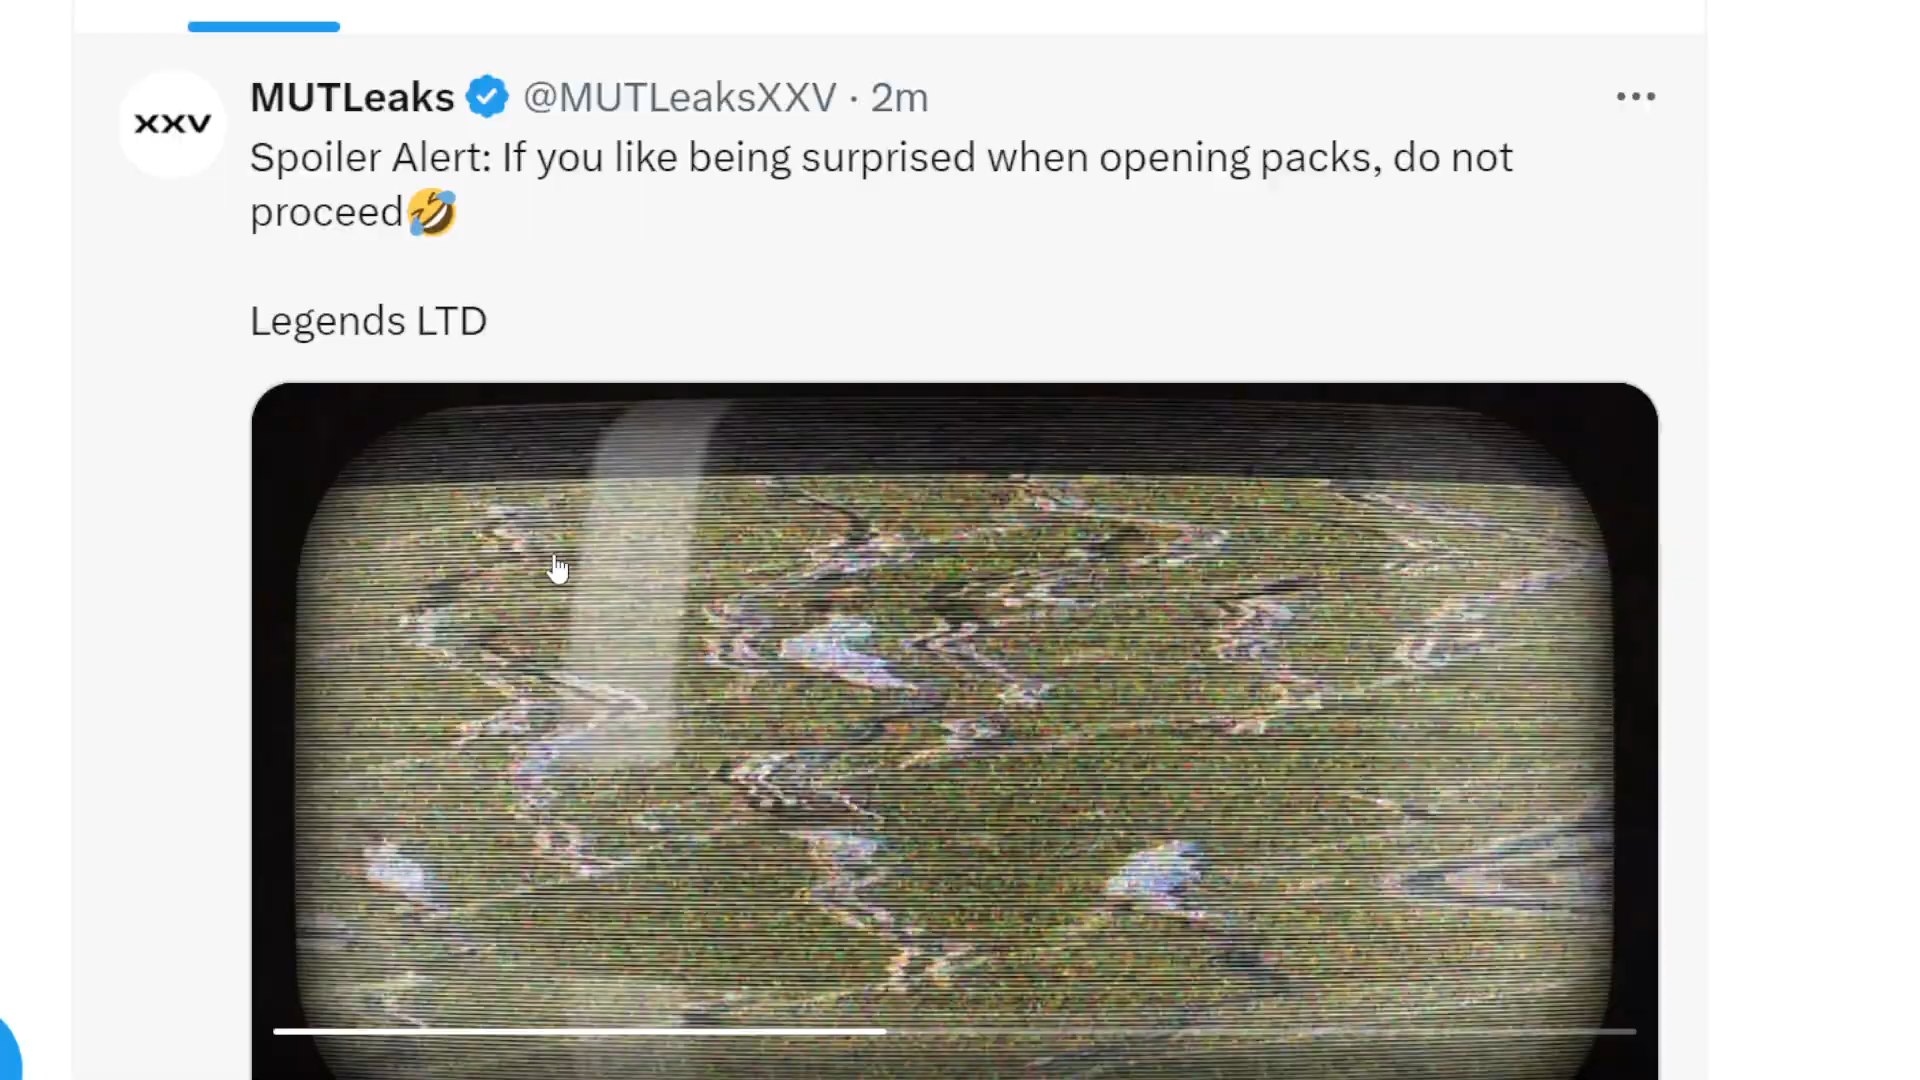 XXV
MUTLeaks @MUTLeaksXXV · 2m
Spoiler Alert: If you like being surprised when opening packs, do not
proceed🤣
Legends LTD